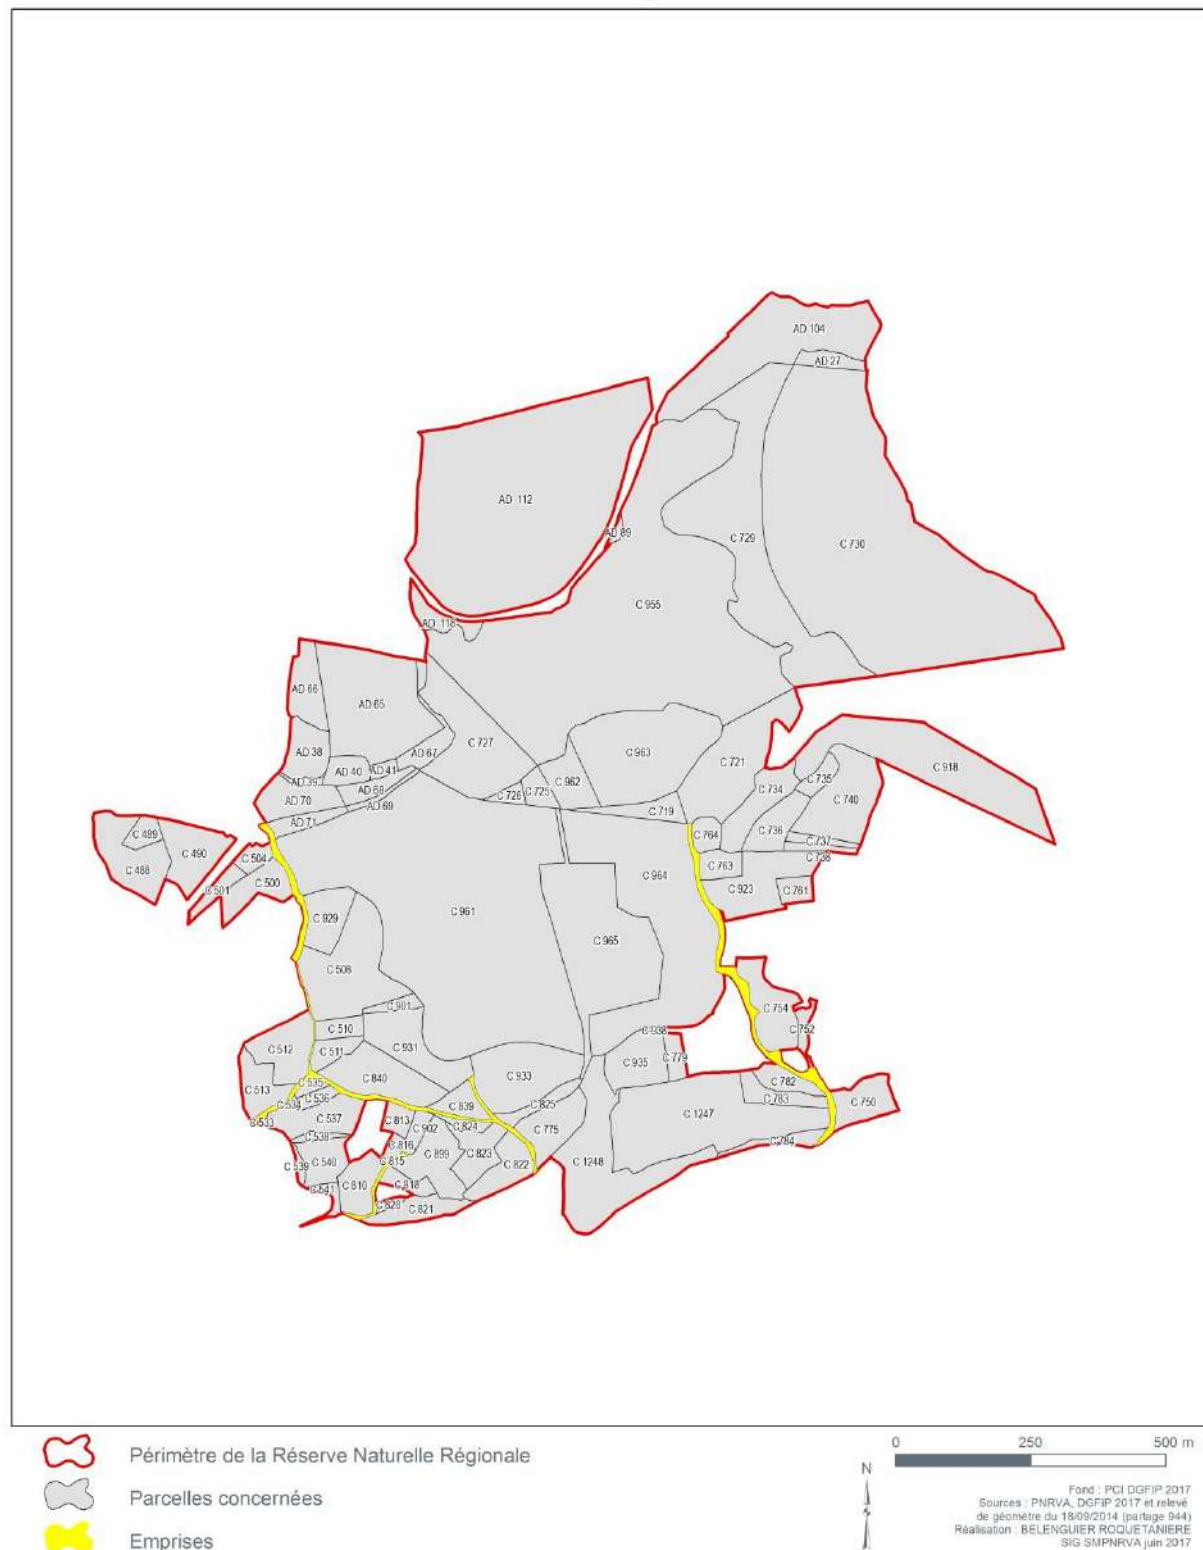 AD 104
AD 27
AD 112
AD 89
C 729
C 730
C 955
AD 118
AD 66
AD 65
AD 38
AD 67
C 727
C 963
C 721
C 918
AD 40
AD 41
AD 39
AD 68
C 962
C 725
C 726
C 734
C 735
C 740
AD 70
AD 69
C 719
AD 71
C 764
C 736
C 737
C 489
C 490
C 488
C 504
C 500
C 501
C 738
C 763
C 964
C 923
C 761
C 929
C 961
C 965
C 508
C 901
C 754
C 752
C 510
C 938
C 512
C 511
C 931
C 935
C 779
C 933
C 840
C 782
C 783
C 513
C 535
C 536
C 534
C 533
C 839
C 825
C 750
C 537
C 813
C 902
C 824
C 775
C 1247
C 538
C 816
C 784
C 540
C 539
C 815
C 899
C 823
C 822
C 1248
C 541
C 810
C 818
C 820
C 821
Périmètre de la Réserve Naturelle Régionale
Parcelles concernées
Emprises
0 250 500 m
N
Fond : PCI DGFIP 2017
Sources : PNRVA, DGFIP 2017 et relevé
de géomètre du 18/09/2014 (partage 944)
Réalisation : BELENGUIER ROQUETANIERE
SIG SMPNRVA juin 2017